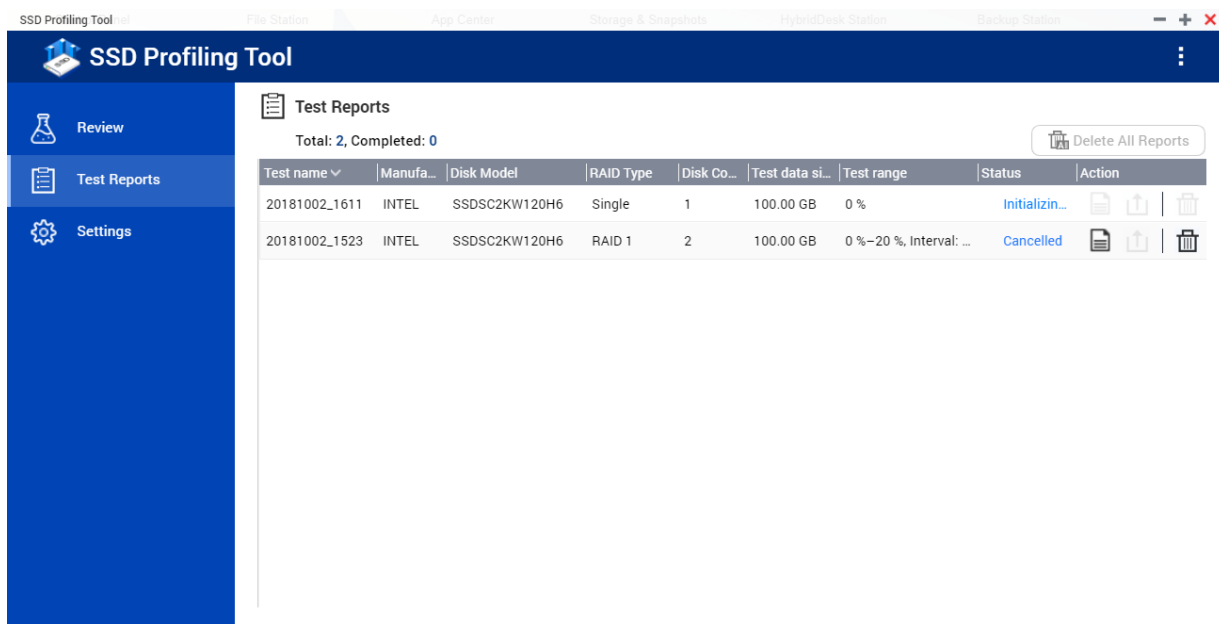 SSD Profiling Tool
File Station
App Center
Storage & Snapshots
HybridDesk Station
Backup Station
SSD Profiling Tool
Review
Test Reports
Settings
Test Reports
Total: 2, Completed: 0
Delete All Reports
Test name Manufa... Disk Model RAID Type Disk Co... Test data si... Test range Status Action
20181002_1611 INTEL SSDSC2KW120H6 Single 1 100.00 GB 0 % Initializin...
20181002_1523 INTEL SSDSC2KW120H6 RAID 1 2 100.00 GB 0 %–20 %, Interval: ... Cancelled